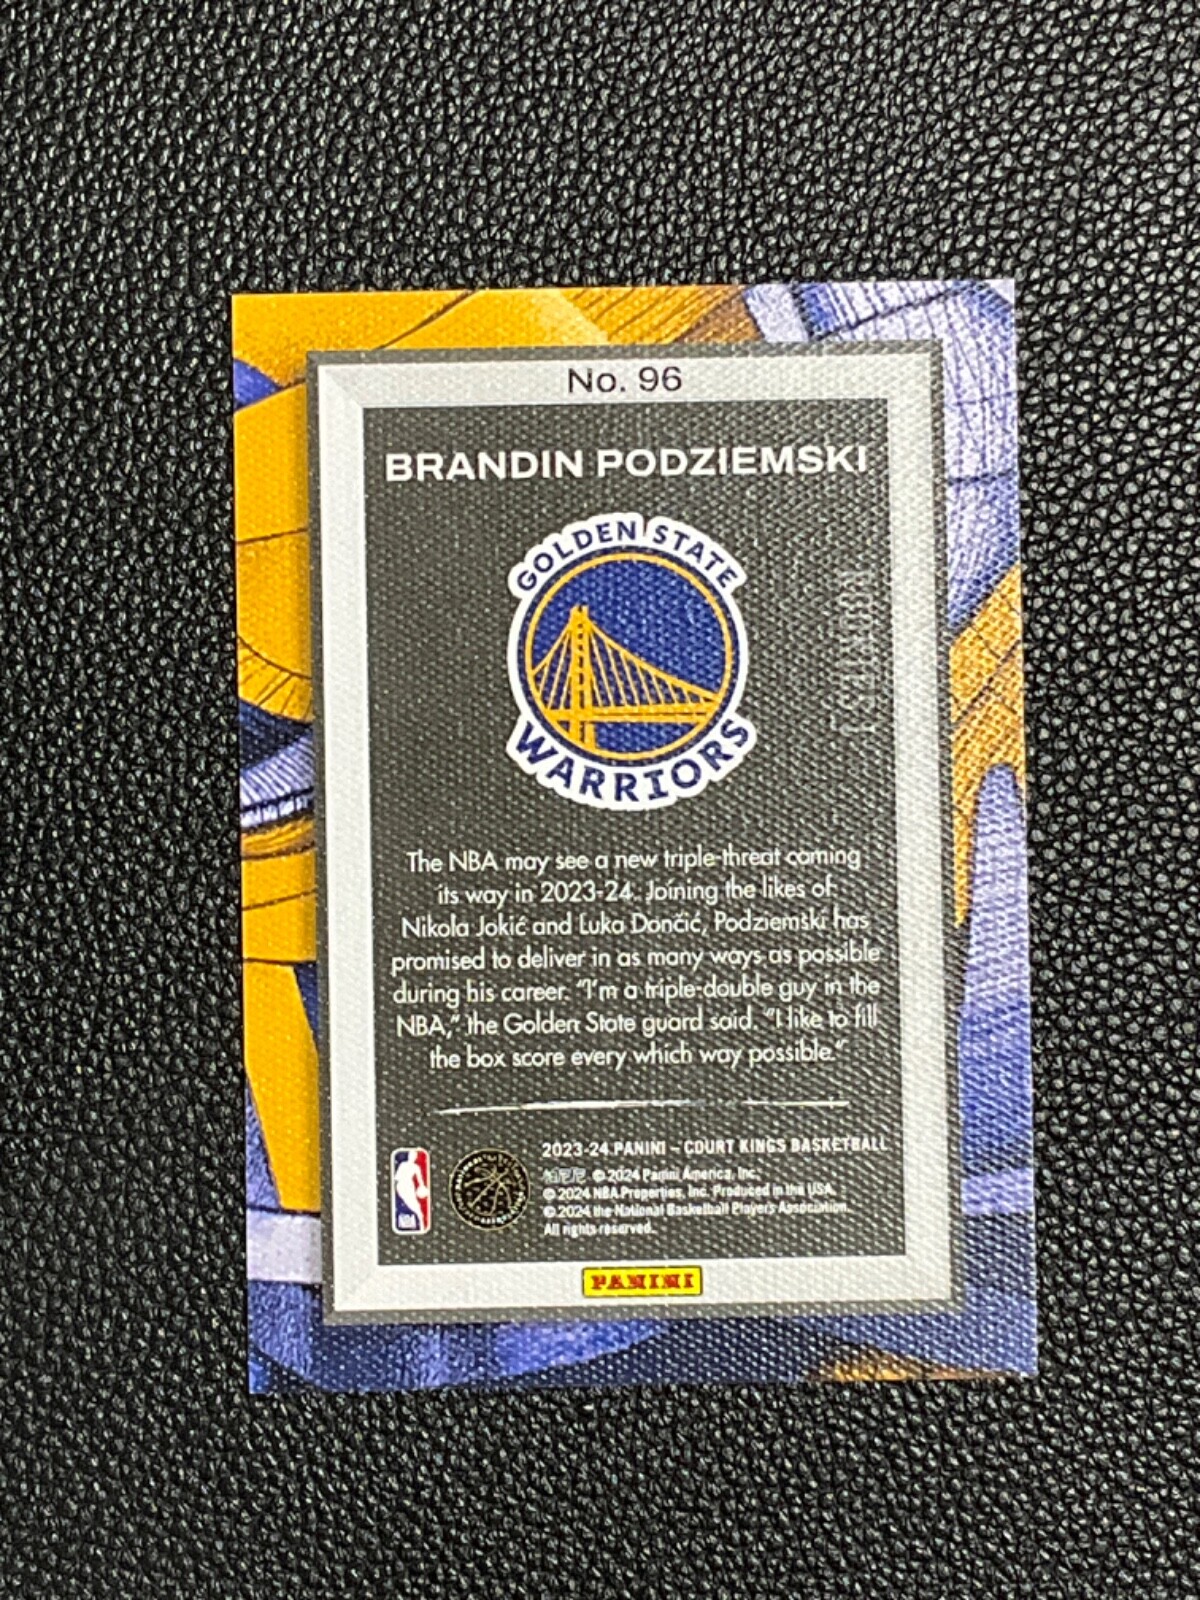 No. 96
BRANDIN PODZIEMSKI
GOLDEN STATE
WARRIORS
The NBA may see a new triple-threat coming
its way in 2023-24. Joining the likes of
Nikola Jokić and Luka Dončić, Podziemski has
promised to deliver in as many ways as possible
during his career. “I’m a triple-double guy in the
NBA,” the Golden State guard said. “I like to fill
the box score every which way possible.”
2023-24 PANINI – COURT KINGS BASKETBALL
© 2024 Panini America, Inc.
© 2024 NBA Properties, Inc. Produced in the USA.
© 2024 the National Basketball Players Association.
All rights reserved.
NBA
PANINI